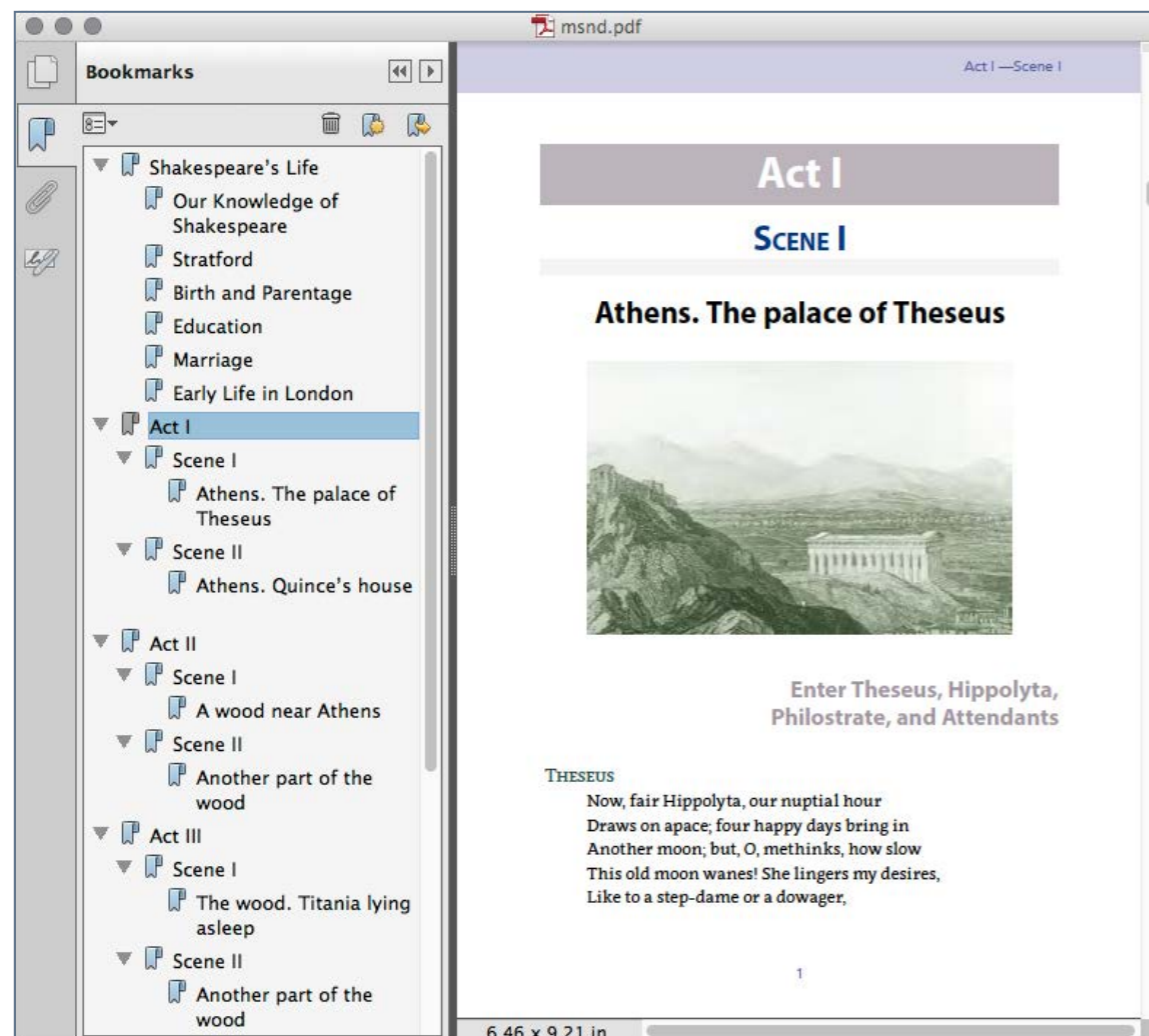 msnd.pdf
Bookmarks
Shakespeare's Life
Our Knowledge of
Shakespeare
Stratford
Birth and Parentage
Education
Marriage
Early Life in London
Act I
Scene I
Athens. The palace of
Theseus
Scene II
Athens. Quince's house
Act II
Scene I
A wood near Athens
Scene II
Another part of the
wood
Act III
Scene I
The wood. Titania lying
asleep
Scene II
Another part of the
wood
Act I —Scene I
Act I
SCENE I
Athens. The palace of Theseus
Enter Theseus, Hippolyta,
Philostrate, and Attendants
THESEUS
Now, fair Hippolyta, our nuptial hour
Draws on apace; four happy days bring in
Another moon; but, O, methinks, how slow
This old moon wanes! She lingers my desires,
Like to a step-dame or a dowager,
1
6.46 x 9.21 in